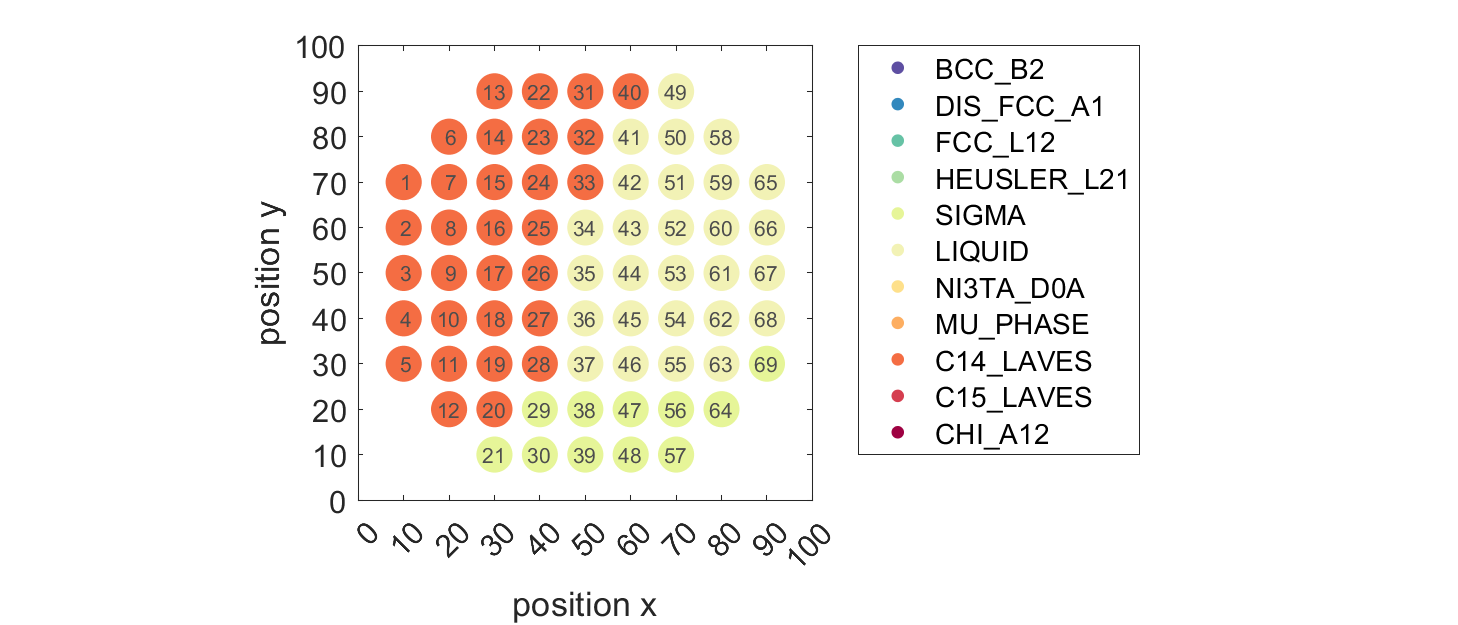 100
90
80
70
60
50
40
30
20
10
0
13 22 31 40 49
6 14 23 32 41 50 58
1 7 15 24 33 42 51 59 65
2 8 16 25 34 43 52 60 66
3 9 17 26 35 44 53 61 67
4 10 18 27 36 45 54 62 68
5 11 19 28 37 46 55 63 69
12 20 29 38 47 56 64
21 30 39 48 57
0 10 20 30 40 50 60 70 80 90 100
position x
position y
BCC_B2
DIS_FCC_A1
FCC_L12
HEUSLER_L21
SIGMA
LIQUID
NI3TA_D0A
MU_PHASE
C14_LAVES
C15_LAVES
CHI_A12